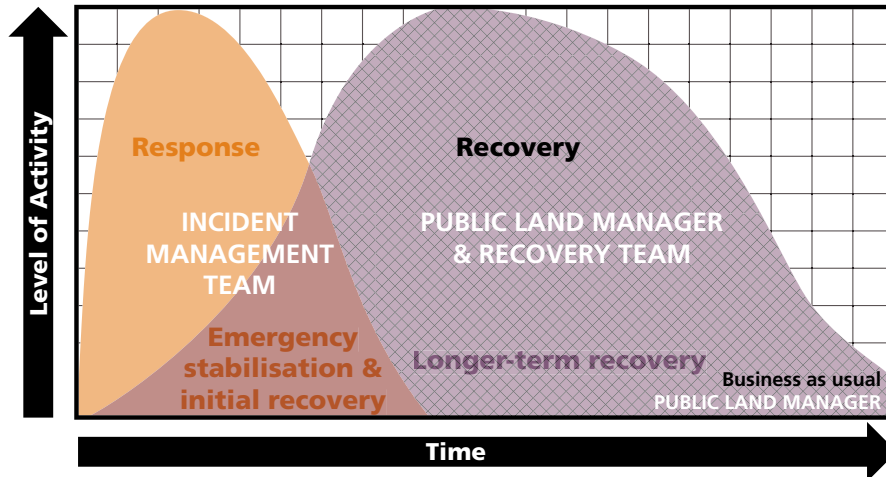 Level of Activity
Response
Recovery
INCIDENT
MANAGEMENT
TEAM
PUBLIC LAND MANAGER
& RECOVERY TEAM
Emergency
stabilisation &
initial recovery
Longer-term recovery
Business as usual
PUBLIC LAND MANAGER
Time